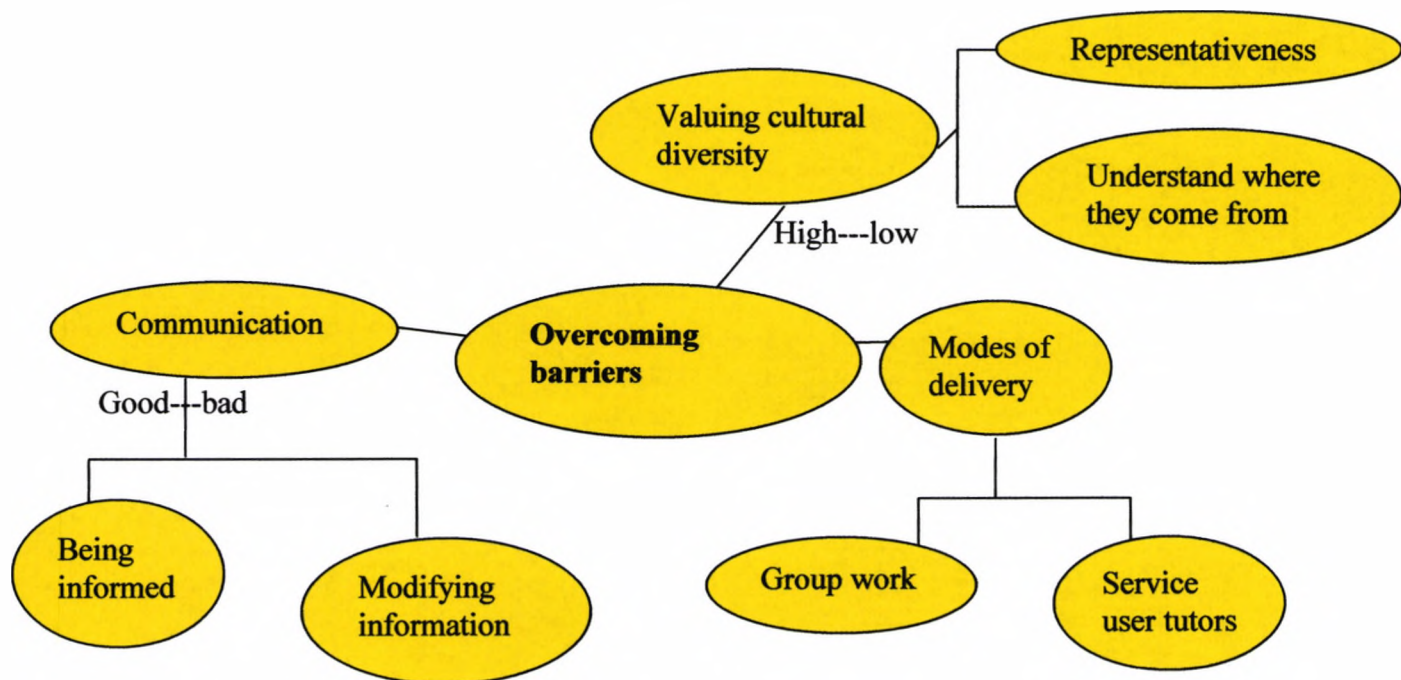 Representativeness
Valuing cultural
diversity
Understand where
they come from
High---low
Communication
Overcoming
barriers
Modes of
delivery
Good---bad
Being
informed
Modifying
information
Group work
Service
user tutors